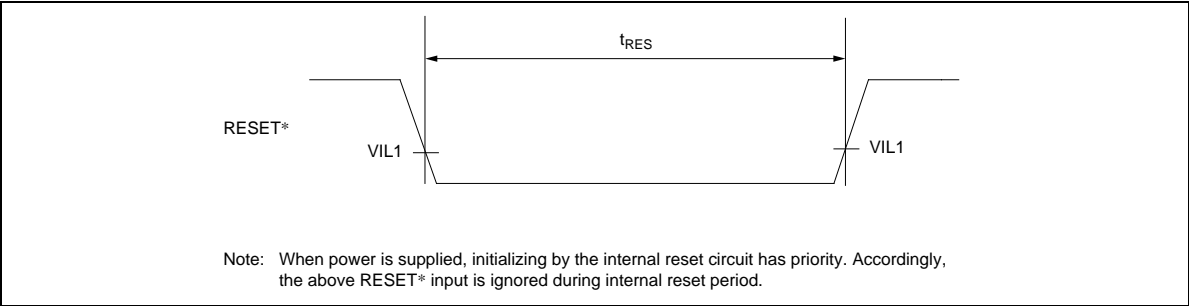 tRES
RESET*
VIL1
VIL1
Note: When power is supplied, initializing by the internal reset circuit has priority. Accordingly,
the above RESET* input is ignored during internal reset period.